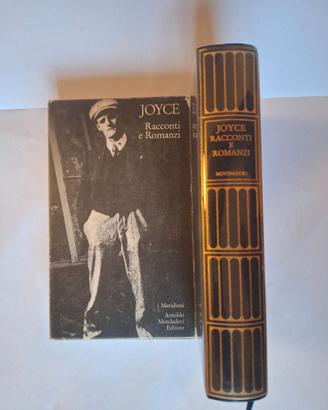 JOYCE
Racconti
e Romanzi
i Meridiani
Arnoldo
Mondadori
Editore
JOYCE
RACCONTI
E
ROMANZI
MONDADORI